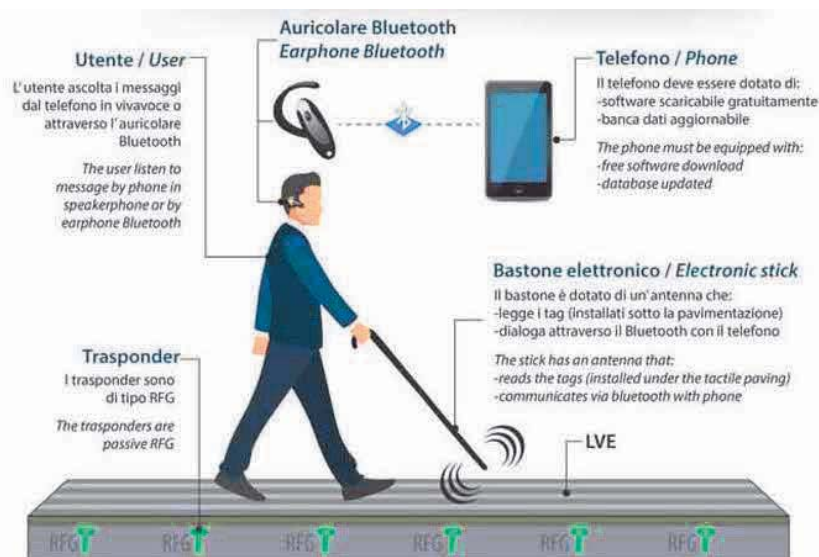 Auricolare Bluetooth
Earphone Bluetooth
Utente / User
L'utente ascolta i messaggi
dal telefono in vivavoce o
attraverso l'auricolare
Bluetooth
The user listen to
message by phone in
speakerphone or by
earphone Bluetooth
Telefono / Phone
Il telefono deve essere dotato di:
-software scaricabile gratuitamente
-banca dati aggiornabile
The phone must be equipped with:
-free software download
-database updated
Bastone elettronico / Electronic stick
Il bastone è dotato di un'antenna che:
-legge i tag (installati sotto la pavimentazione)
-dialoga attraverso il Bluetooth con il telefono
The stick has an antenna that:
-reads the tags (installed under the tactile paving)
-communicates via bluetooth with phone
Trasponder
I trasponder sono
di tipo RFG
The trasponders are
passive RFG
LVE
RFG RFG RFG RFG RFG RFG